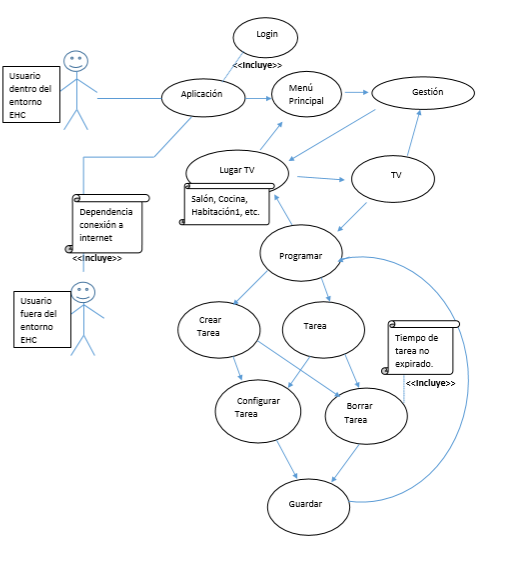 Login
<<Incluye>>
Usuario
dentro del
entorno
EHC
Aplicación
Menú
Principal
Gestión
Lugar TV
TV
Salón, Cocina,
Habitación1, etc.
Dependencia
conexión a
internet
<<Incluye>>
Programar
Usuario
fuera del
entorno
EHC
Crear
Tarea
Tarea
Tiempo de
tarea no
expirado.
<<Incluye>>
Configurar
Tarea
Borrar
Tarea
Guardar